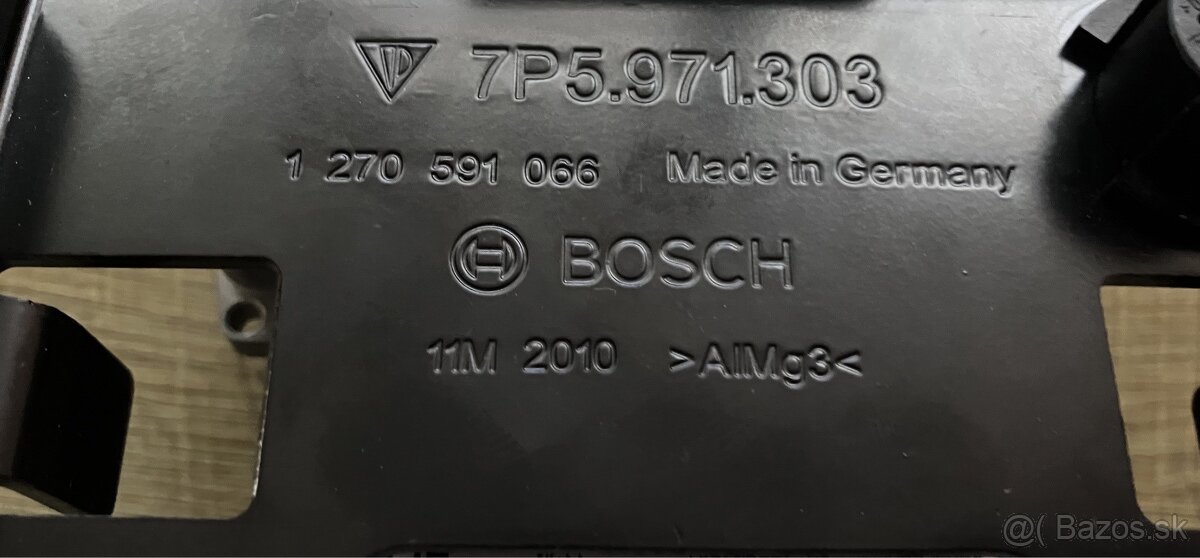 7P5.971.303
1 270 591 066 Made in Germany
BOSCH
11M 2010 >AlMg3<
@( Bazos.sk